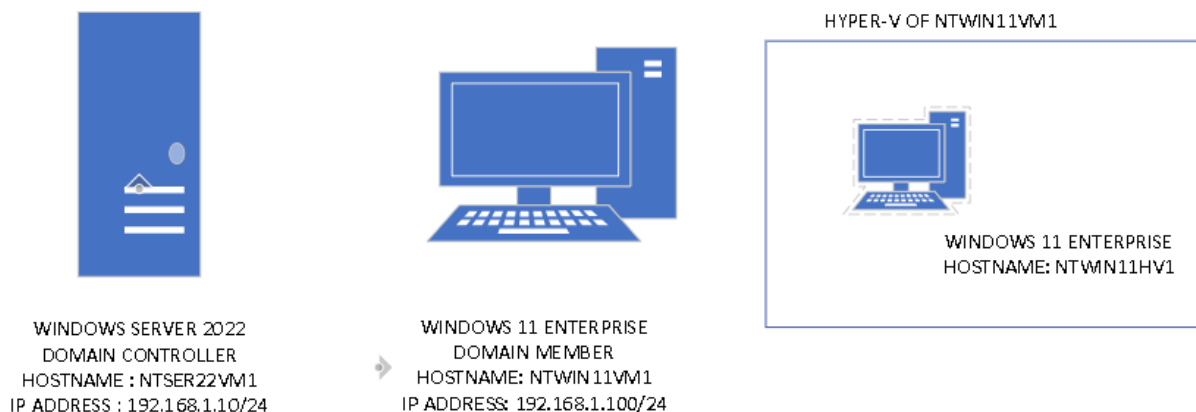 HYPER-V OF NTWIN11VM1
WINDOWS 11 ENTERPRISE
HOSTNAME: NTWIN11HV1
WINDOWS SERVER 2022
DOMAIN CONTROLLER
HOSTNAME : NTSER22VM1
IP ADDRESS : 192.168.1.10/24
WINDOWS 11 ENTERPRISE
DOMAIN MEMBER
HOSTNAME: NTWIN11VM1
IP ADDRESS: 192.168.1.100/24